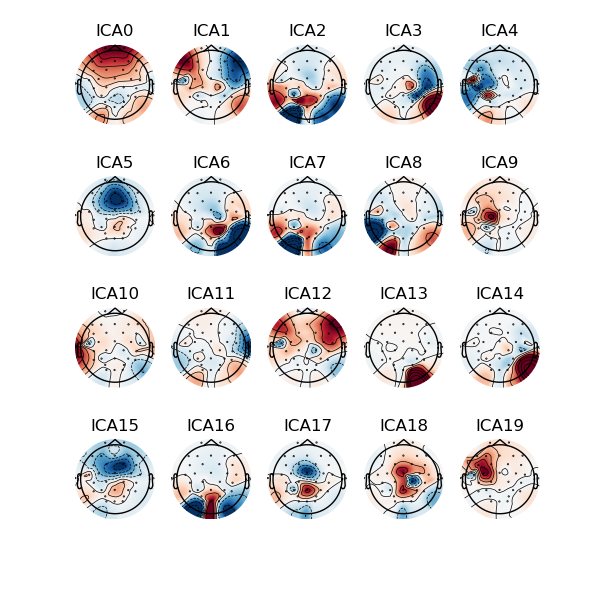 ICA0 ICA1 ICA2 ICA3 ICA4
ICA5 ICA6 ICA7 ICA8 ICA9
ICA10 ICA11 ICA12 ICA13 ICA14
ICA15 ICA16 ICA17 ICA18 ICA19